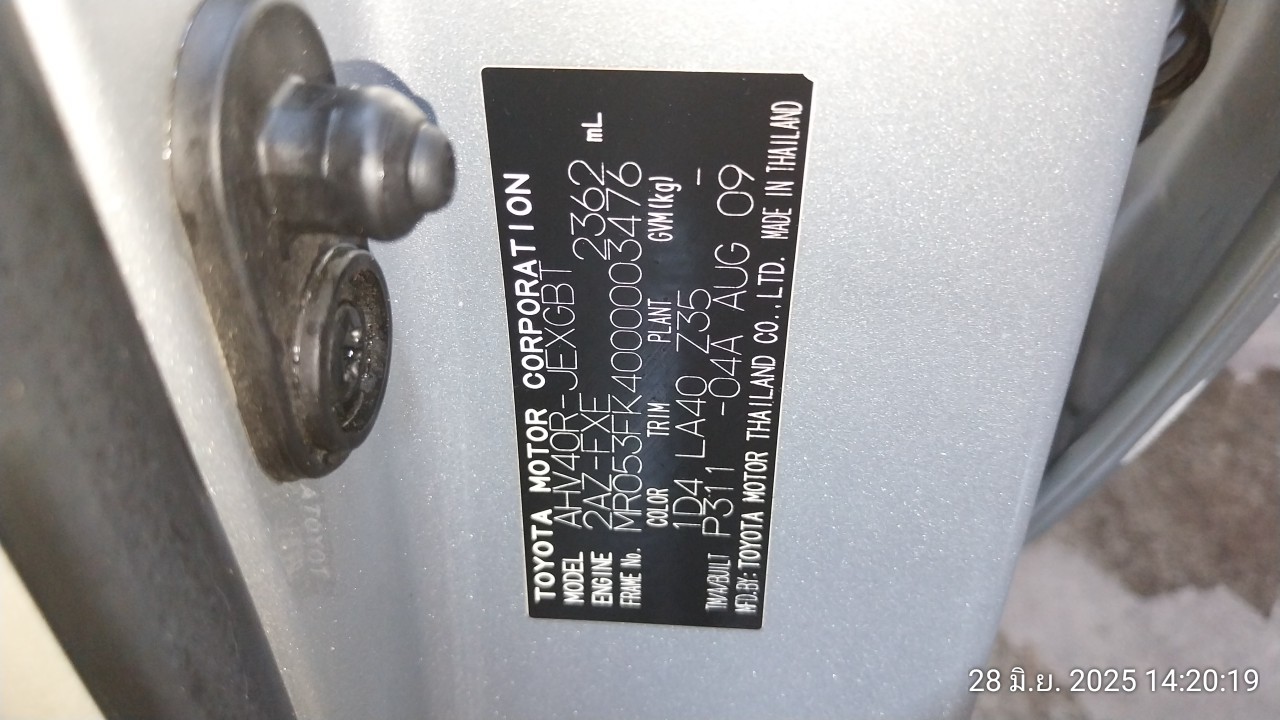 TOYOTA MOTOR CORPORATION
MODEL AHV40R-JEXGBT
ENGINE 2AZ-FXE 2362 mL
FRAME No. MR053FK4000003476
COLOR TRIM PLANT GVM(kg)
1D4 LA40 Z35 -
TMA/BUILT P311 -04A AUG 09
MFD.BY: TOYOTA MOTOR THAILAND CO.,LTD. MADE IN THAILAND
28 มิ.ย. 2025 14:20:19